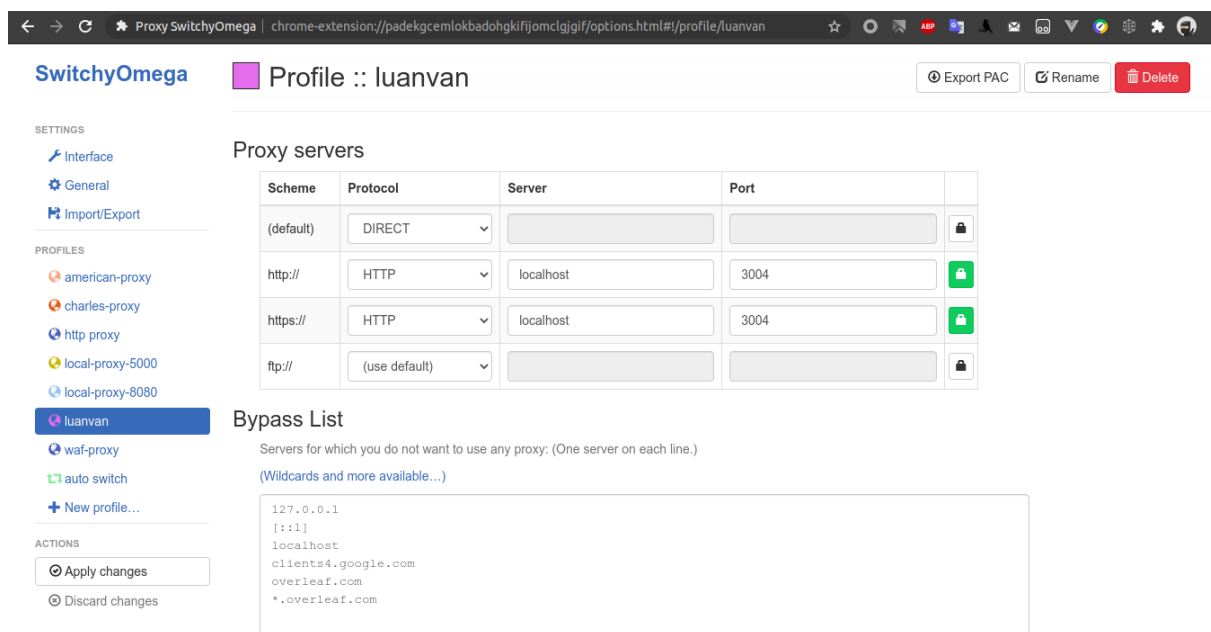 Proxy SwitchyOmega | chrome-extension://padekgcemlokbadohgkifijomclgjgif/options.html#!/profile/luanvan
ABP
SwitchyOmega
Profile :: luanvan
Export PAC
Rename
Delete
SETTINGS
Interface
General
Import/Export
PROFILES
american-proxy
charles-proxy
http proxy
local-proxy-5000
local-proxy-8080
luanvan
waf-proxy
auto switch
New profile…
ACTIONS
Apply changes
Discard changes
Proxy servers
Scheme Protocol Server Port
(default) DIRECT
http:// HTTP localhost 3004
https:// HTTP localhost 3004
ftp:// (use default)
Bypass List
Servers for which you do not want to use any proxy: (One server on each line.)
(Wildcards and more available…)
127.0.0.1
[::1]
localhost
clients4.google.com
overleaf.com
*.overleaf.com